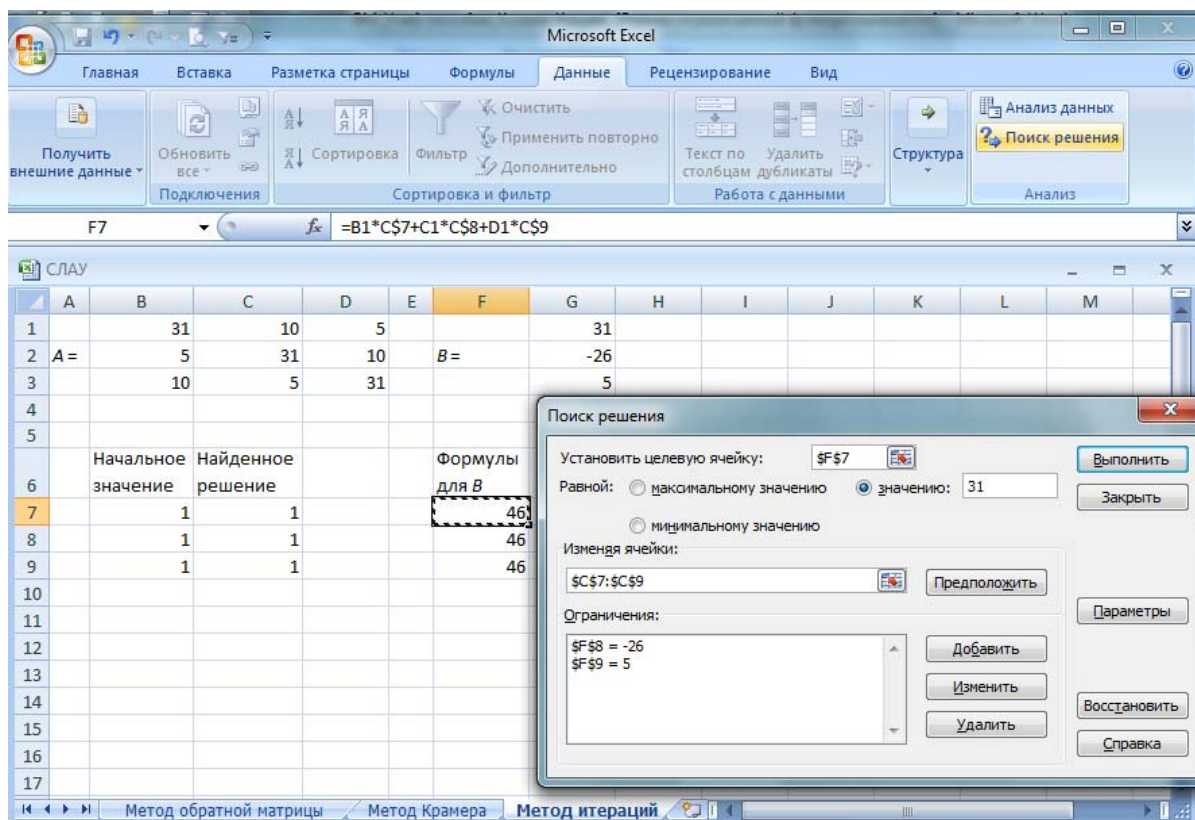 Microsoft Excel
Главная Вставка Разметка страницы Формулы Данные Рецензирование Вид
Получить внешние данные
Обновить все
Подключения
Сортировка
Фильтр
Очистить
Применить повторно
Дополнительно
Сортировка и фильтр
Текст по столбцам
Удалить дубликаты
Работа с данными
Структура
Анализ данных
Поиск решения
Анализ
F7 fx =B1*C$7+C1*C$8+D1*C$9
СЛАУ
A B C D E F G H I J K L M
1 31 10 5 31
2 A = 5 31 10 B = -26
3 10 5 31 5
4
5
6 Начальное значение Найденное решение Формулы для B
7 1 1 46
8 1 1 46
9 1 1 46
10
11
12
13
14
15
16
17
Поиск решения
Установить целевую ячейку: $F$7
Равной: максимальному значению значению: 31
минимальному значению
Изменяя ячейки:
$C$7:$C$9
Предположить
Ограничения:
$F$8 = -26
$F$9 = 5
Добавить
Изменить
Удалить
Выполнить
Закрыть
Параметры
Восстановить
Справка
Метод обратной матрицы Метод Крамера Метод итераций